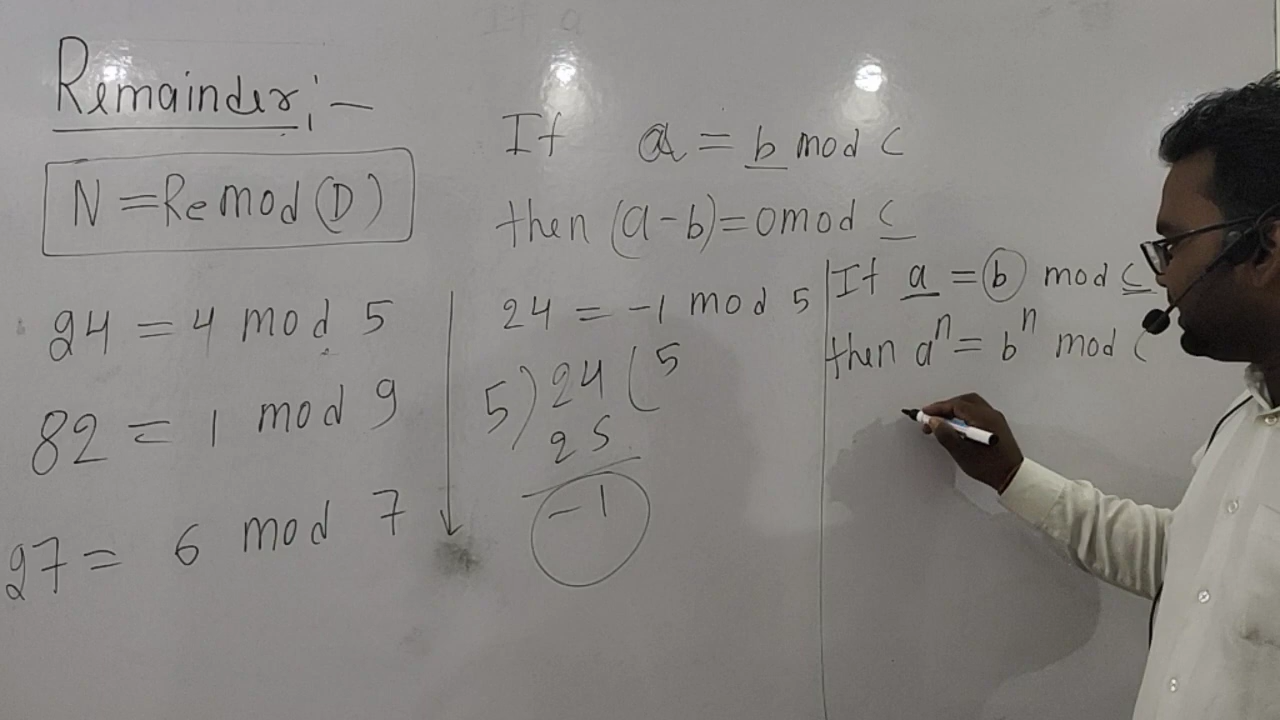 Remainder:-
N = Re mod (D)
24 = 4 mod 5
82 = 1 mod 9
27 = 6 mod 7
If a = b mod c
then (a-b) = 0 mod c
24 = -1 mod 5
5) 24 ( 5
25
-1
If a = b mod c
then aⁿ = bⁿ mod c